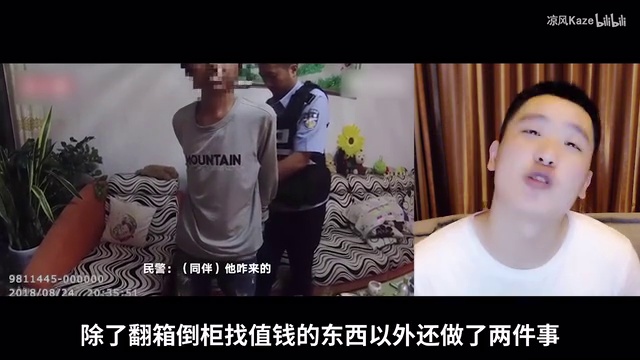 凉风Kaze bilibili
MOUNTAIN
9811445-000000
2018/08/24 20:35:51
民警：（同伴）他咋来的
除了翻箱倒柜找值钱的东西以外还做了两件事